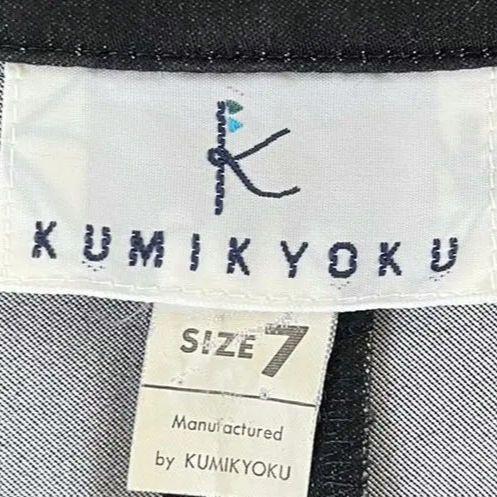 K
KUMIKYOKU
SIZE 7
Manufactured
by KUMIKYOKU